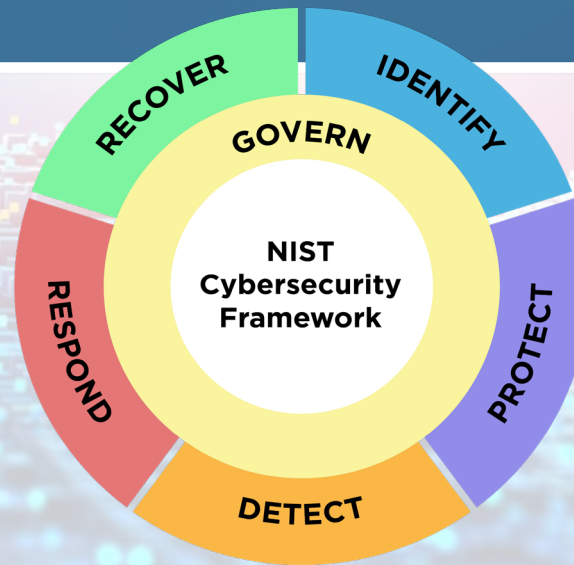 RECOVER
IDENTIFY
GOVERN
NIST
Cybersecurity
Framework
RESPOND
PROTECT
DETECT